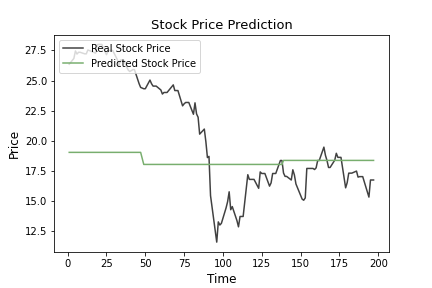 Stock Price Prediction
Real Stock Price
Predicted Stock Price
27.5
25.0
22.5
20.0
17.5
15.0
12.5
Price
0 25 50 75 100 125 150 175 200
Time